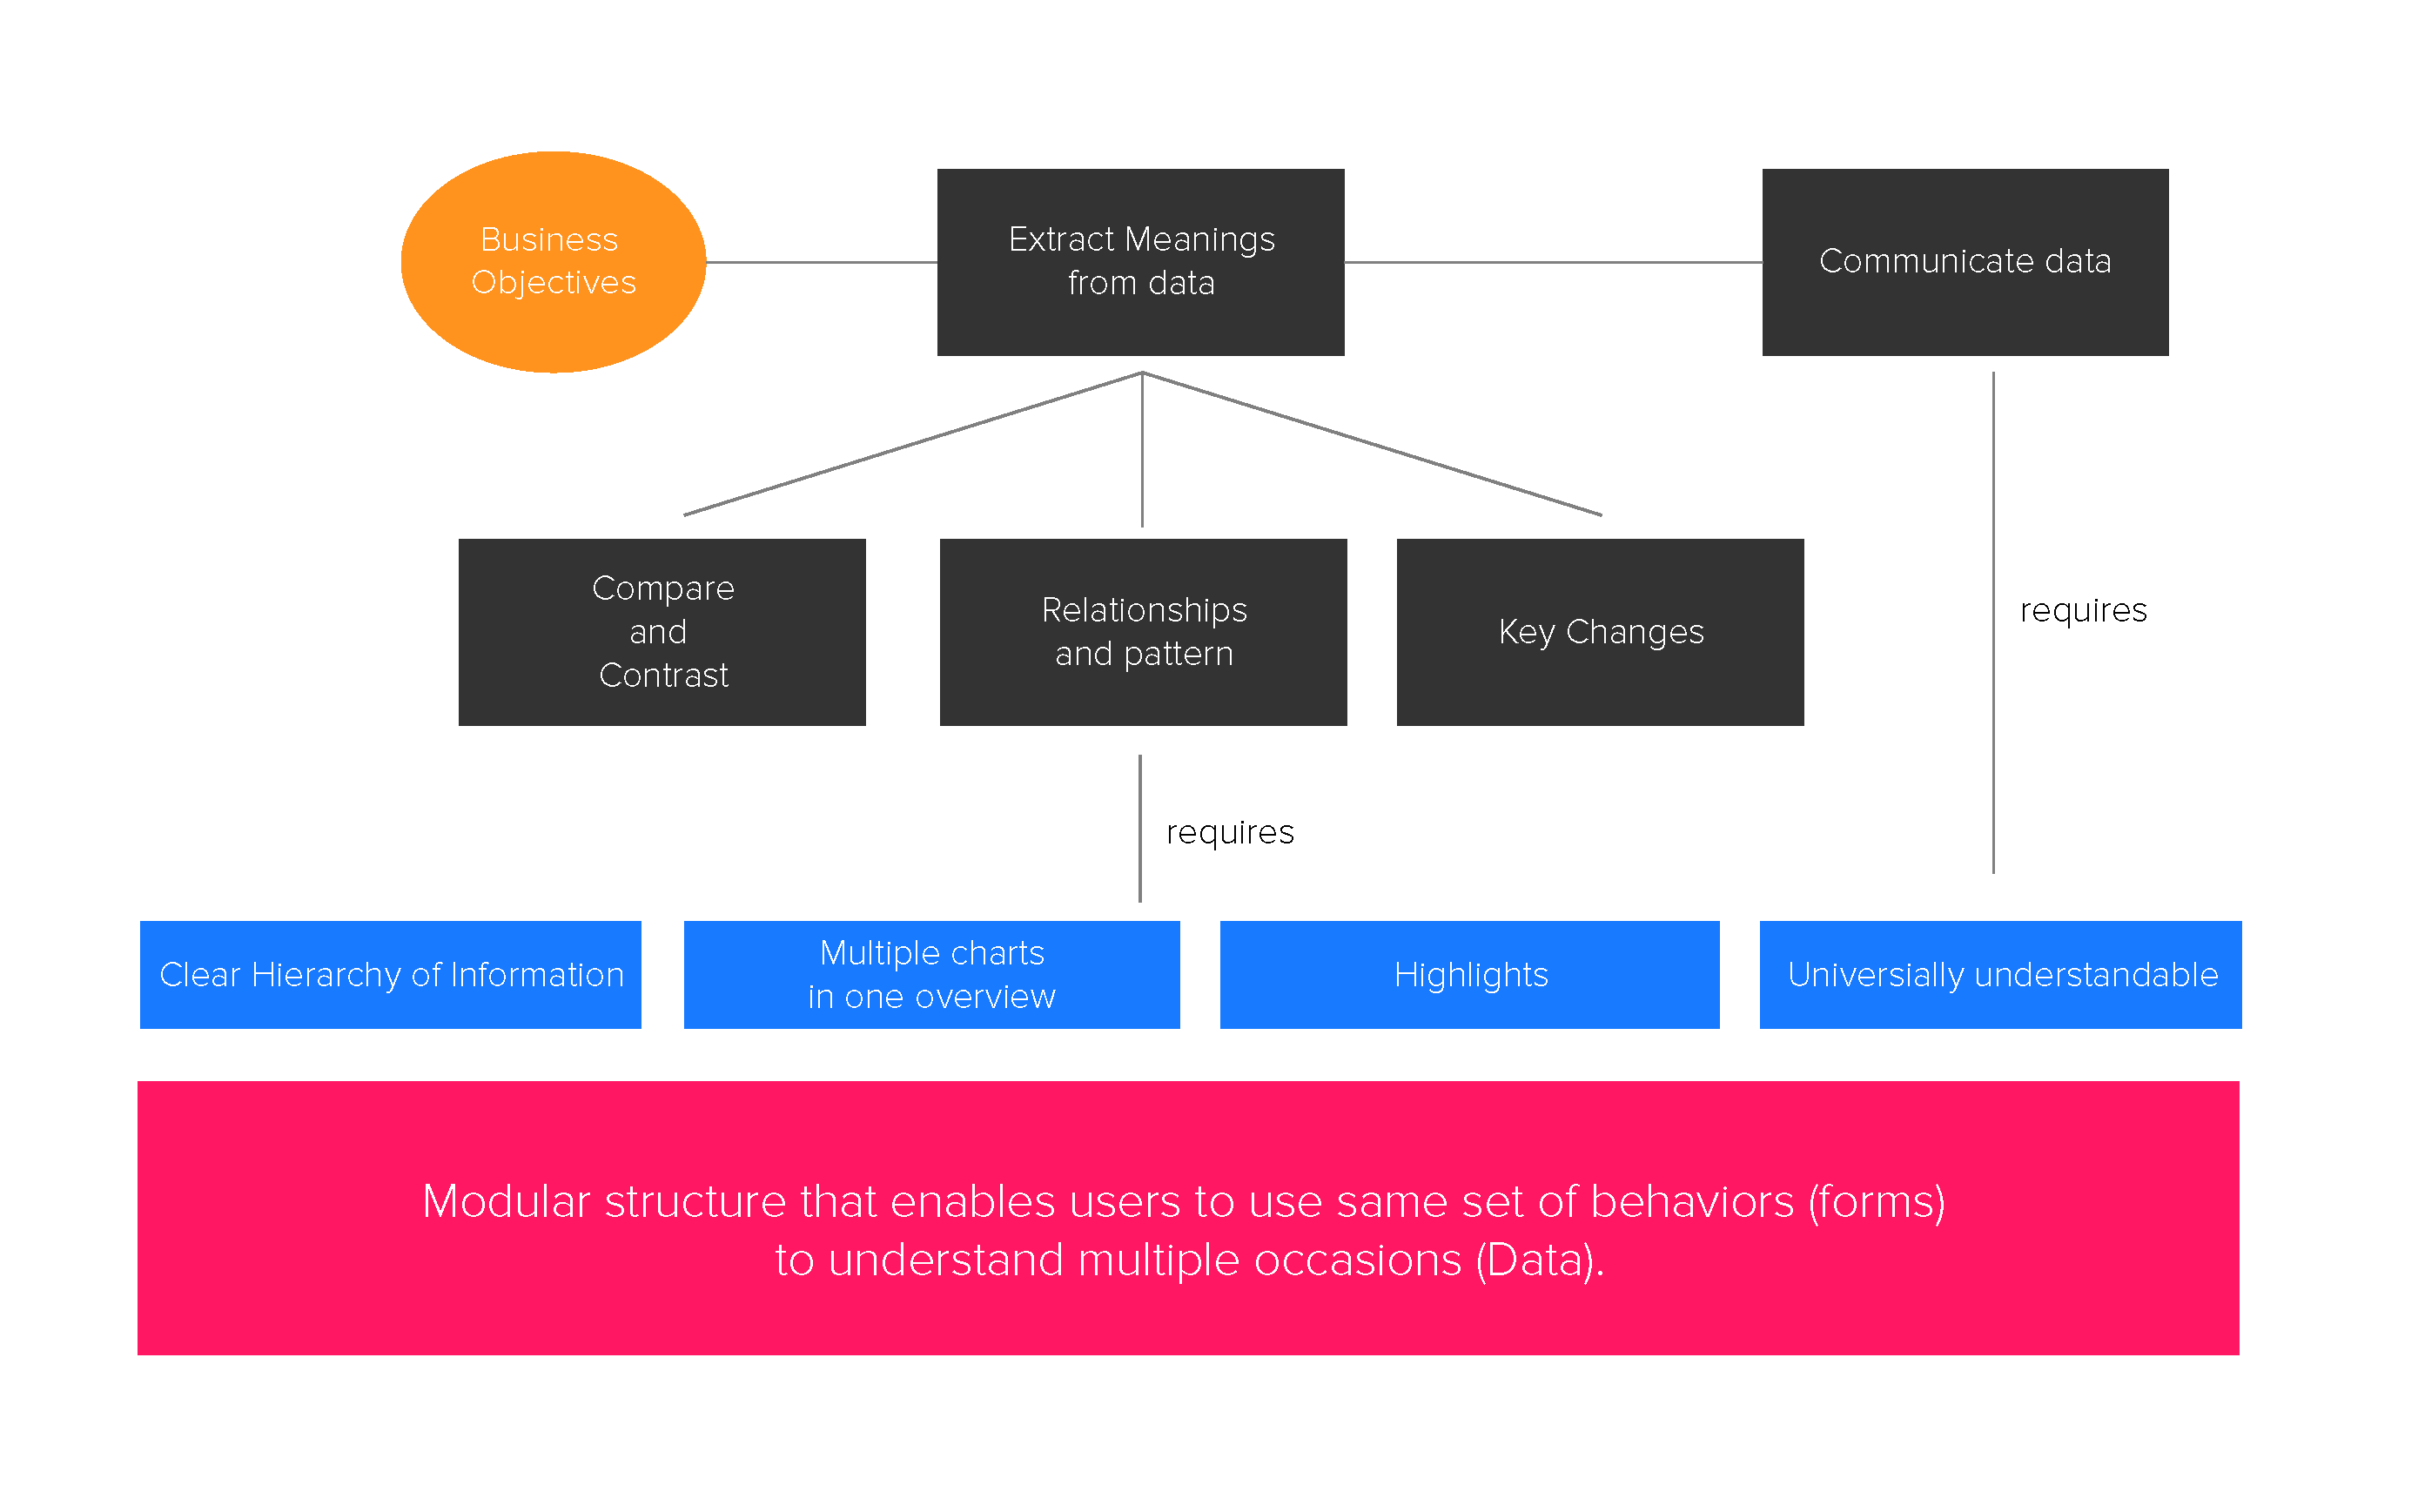 Business
Objectives
Extract Meanings
from data
Communicate data
Compare
and
Contrast
Relationships
and pattern
Key Changes
requires
requires
Clear Hierarchy of Information
Multiple charts
in one overview
Highlights
Universially understandable
Modular structure that enables users to use same set of behaviors (forms)
to understand multiple occasions (Data).